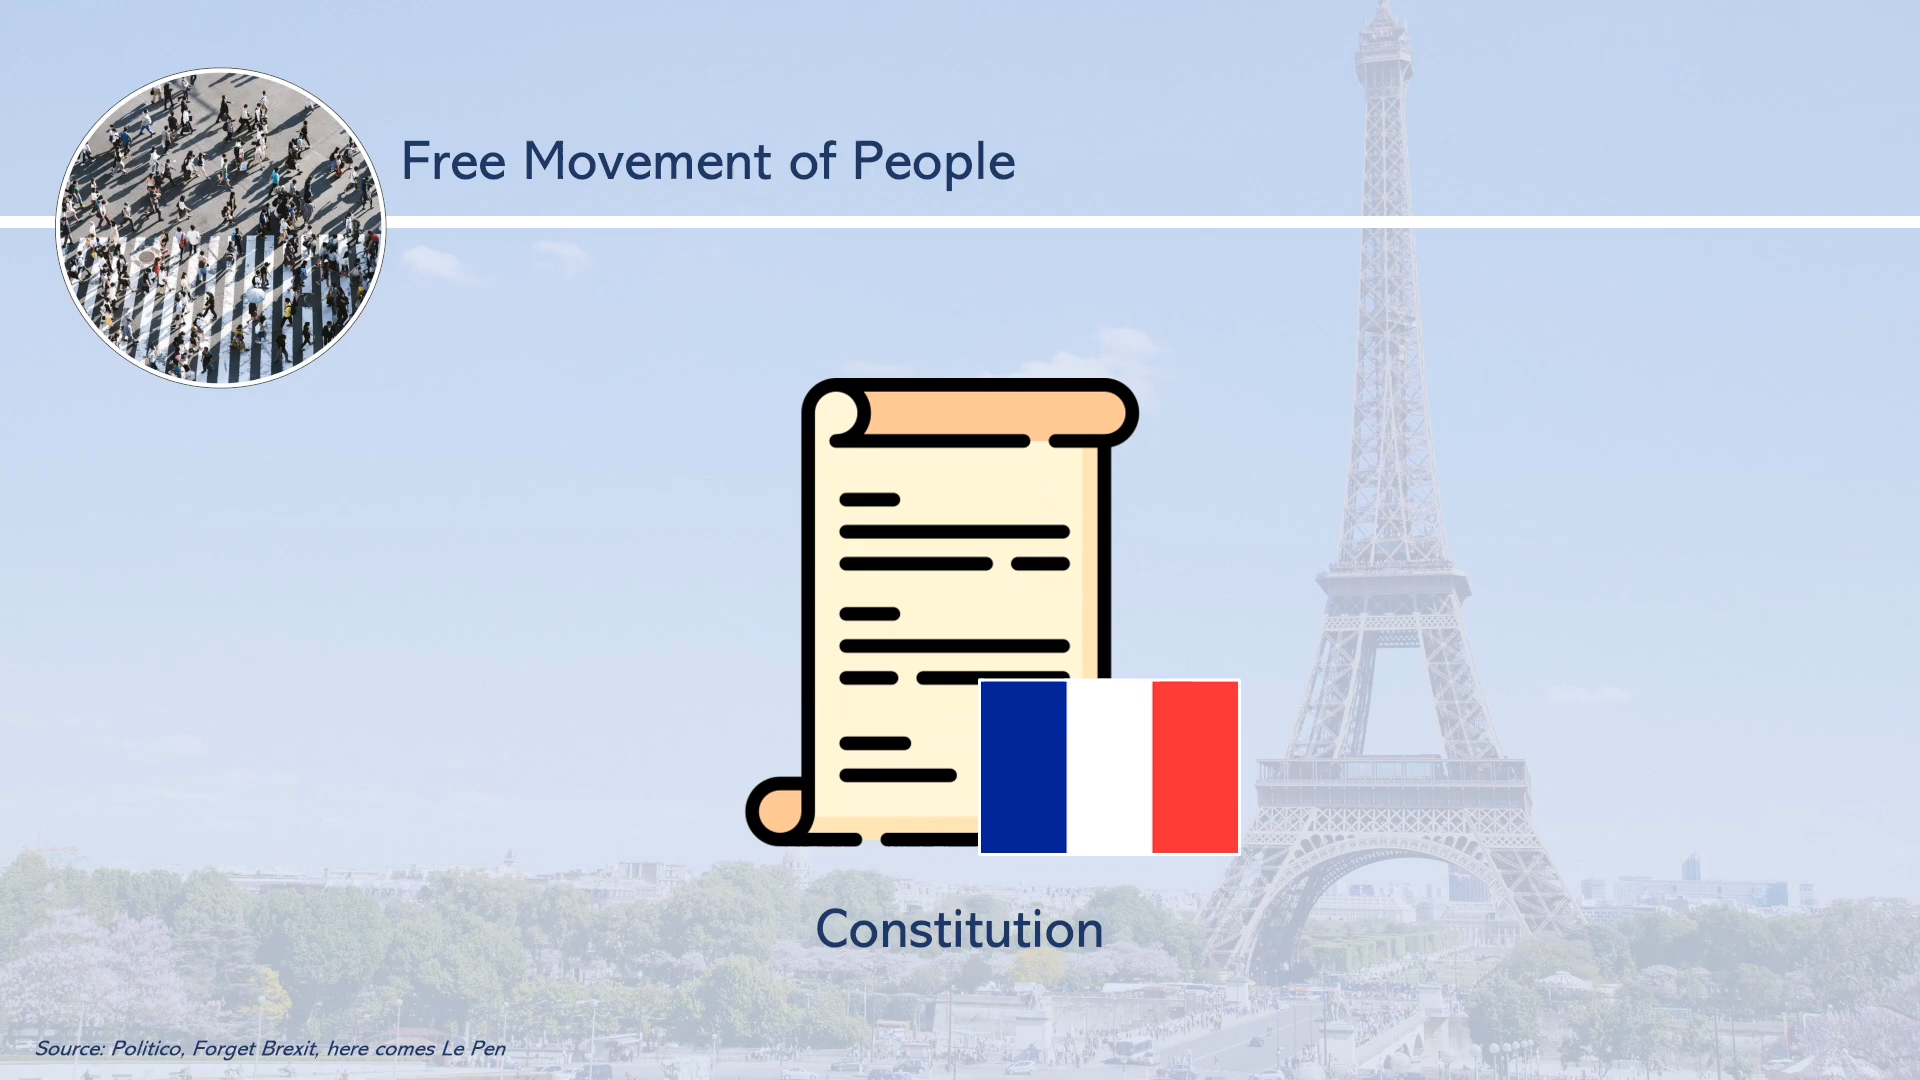 Free Movement of People
Constitution
Source: Politico, Forget Brexit, here comes Le Pen